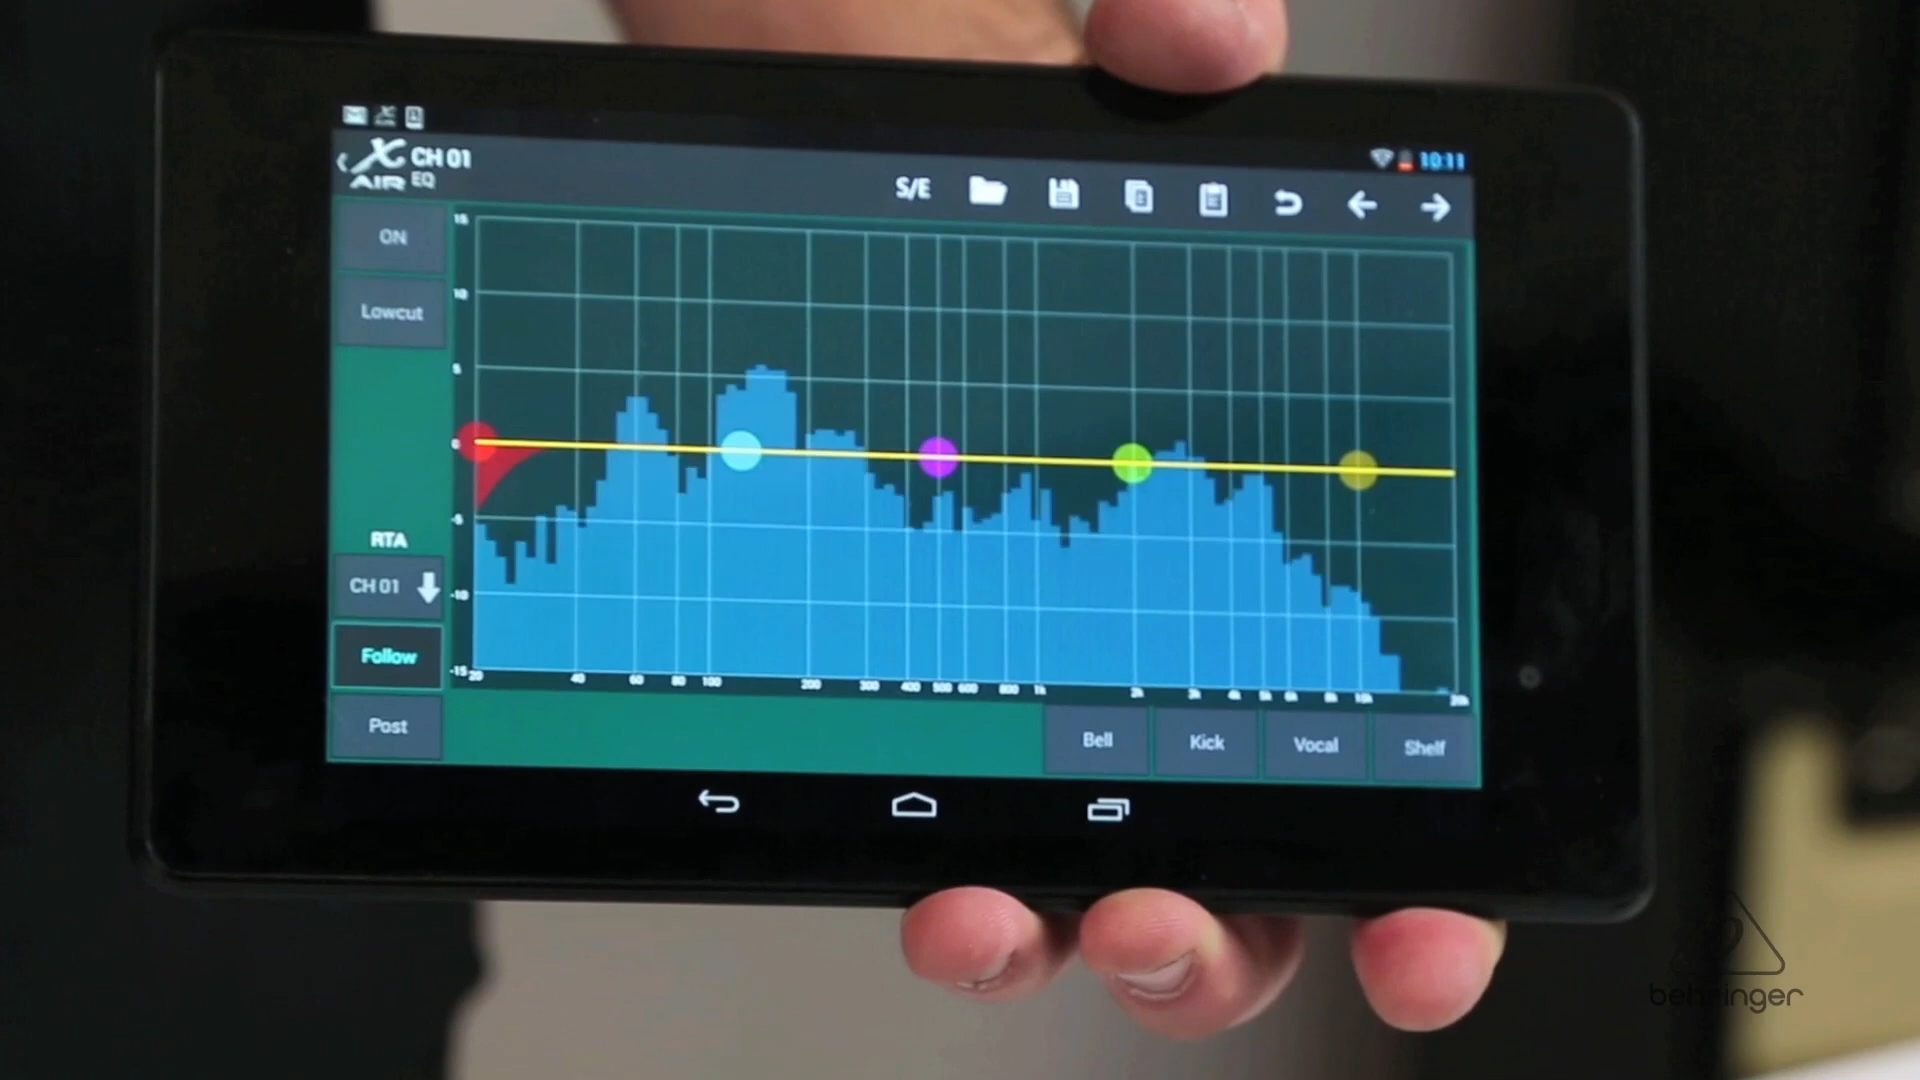 10:11
X AIR
CH 01
EQ
S/E
ON
Lowcut
RTA
CH 01
Follow
Post
15
10
5
0
-5
-10
-15
20 40 60 80 100 200 300 400 500 600 800 1k 2k 3k 4k 5k 6k 8k 10k 20k
Bell Kick Vocal Shelf
behringer